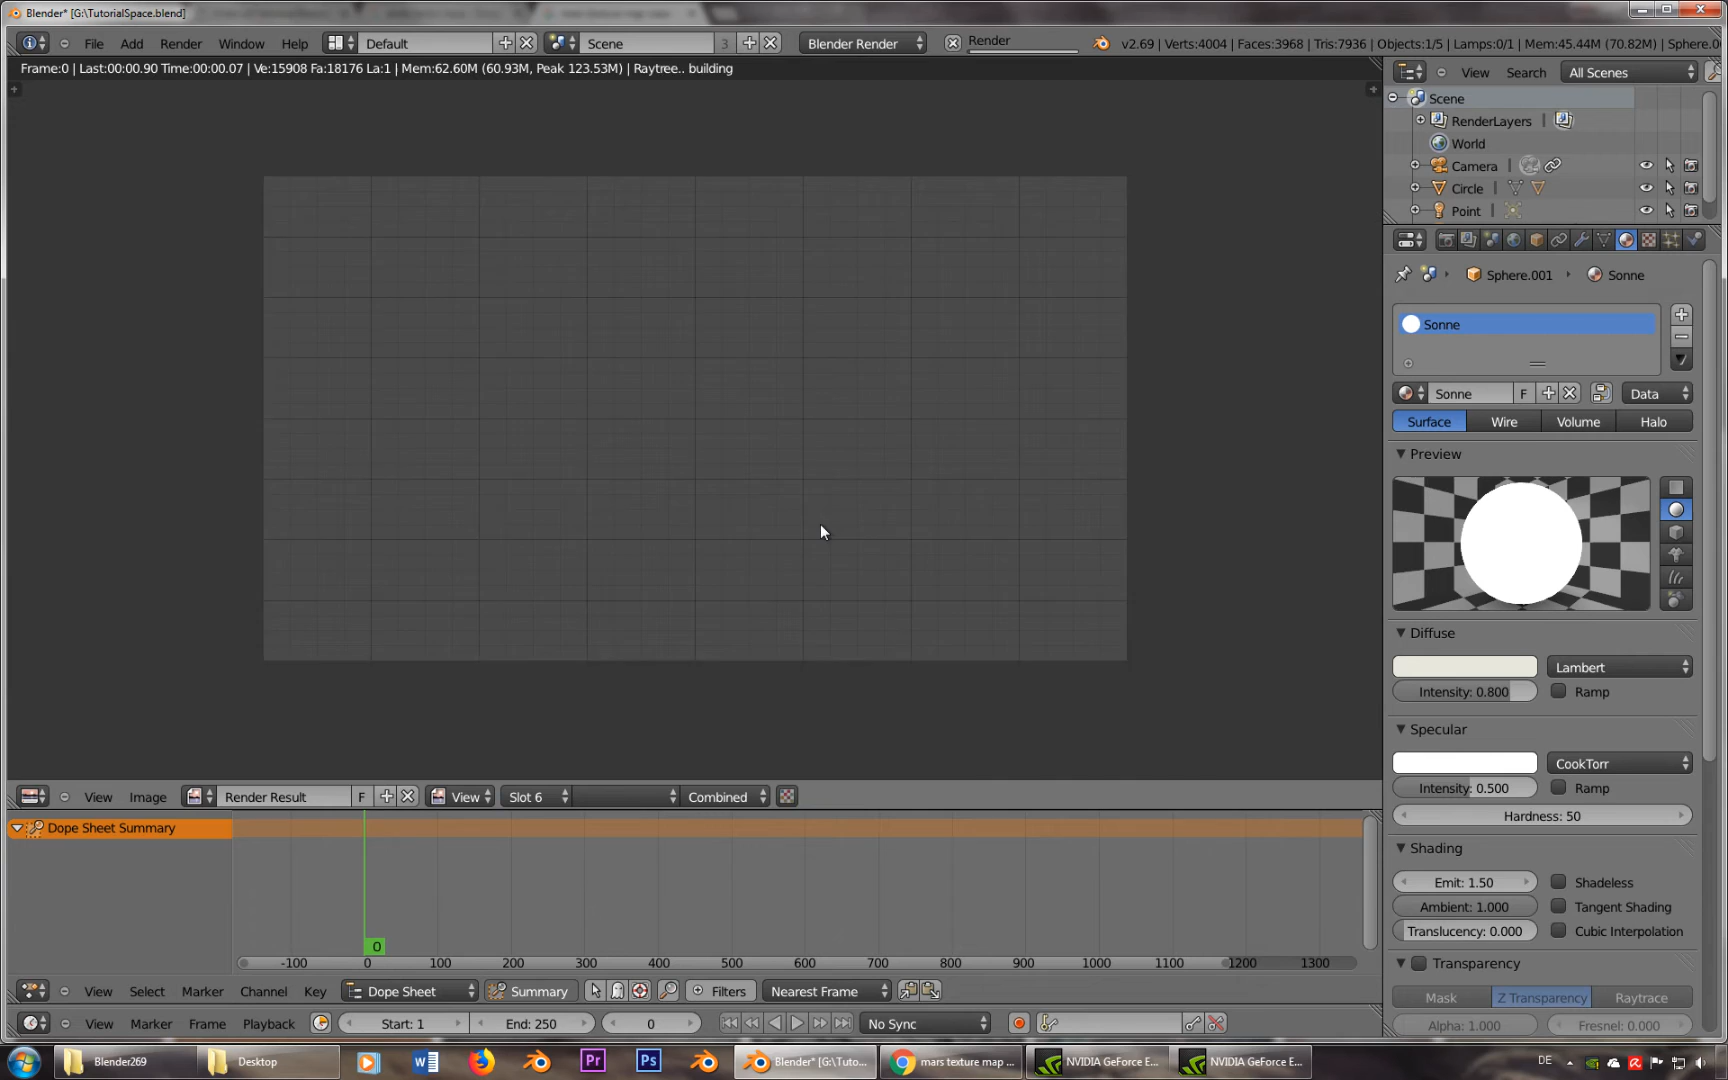 Blender* [G:\TutorialSpace.blend]
File Add Render Window Help Default Scene 3 Blender Render Render v2.69 | Verts:4004 | Faces:3968 | Tris:7936 | Objects:1/5 | Lamps:0/1 | Mem:45.44M (70.82M) | Sphere.0
Frame:0 | Last:00:00.90 Time:00:00.07 | Ve:15908 Fa:18176 La:1 | Mem:62.60M (60.93M, Peak 123.53M) | Raytree.. building
View Search All Scenes
Scene
RenderLayers
World
Camera
Circle
Point
Sphere.001 Sonne
Sonne
Sonne F Data
Surface Wire Volume Halo
Preview
Diffuse
Lambert
Intensity: 0.800 Ramp
Specular
CookTorr
Intensity: 0.500 Ramp
Hardness: 50
Shading
Emit: 1.50 Shadeless
Ambient: 1.000 Tangent Shading
Translucency: 0.000 Cubic Interpolation
Transparency
Mask Z Transparency Raytrace
Alpha: 1.000 Fresnel: 0.000
View Image Render Result F View Slot 6 Combined
Dope Sheet Summary
0
-100 0 100 200 300 400 500 600 700 800 900 1000 1100 1200 1300
View Select Marker Channel Key Dope Sheet Summary Filters Nearest Frame
View Marker Frame Playback Start: 1 End: 250 0 No Sync
Blender269 Desktop Pr Ps Blender* [G:\Tuto... mars texture map ... NVIDIA GeForce E... NVIDIA GeForce E... DE